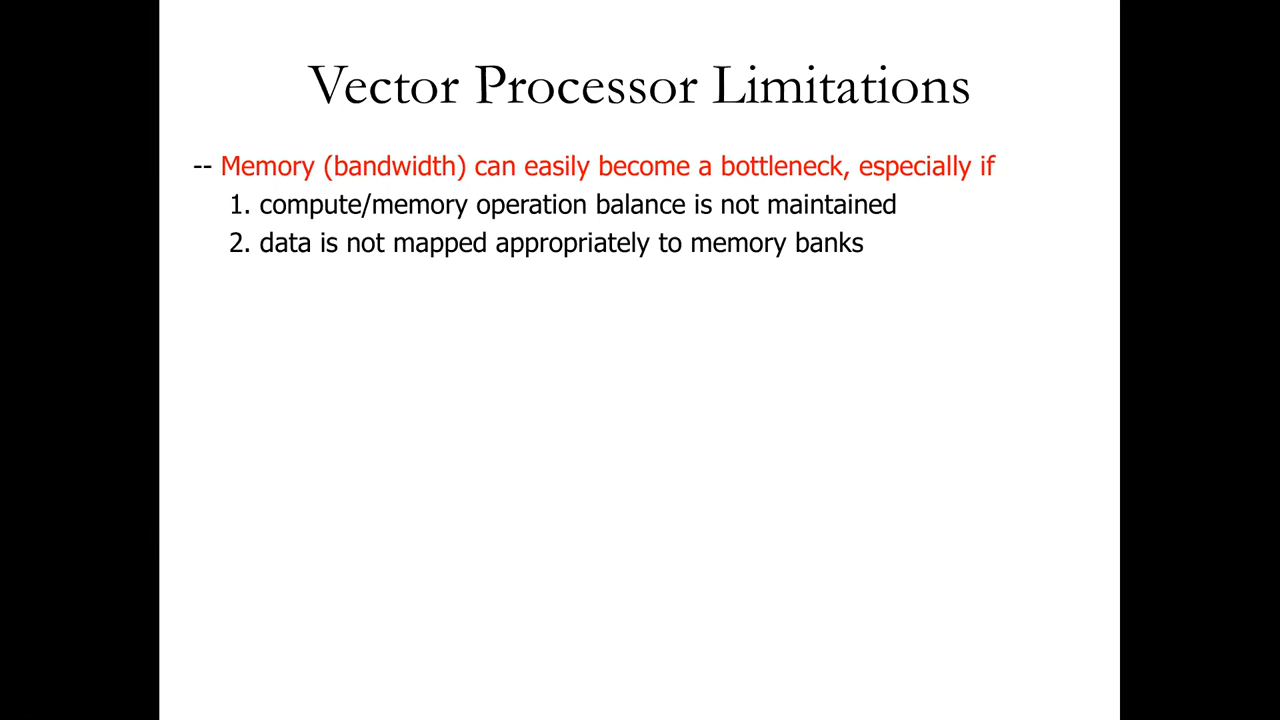 Vector Processor Limitations
-- Memory (bandwidth) can easily become a bottleneck, especially if
1. compute/memory operation balance is not maintained
2. data is not mapped appropriately to memory banks